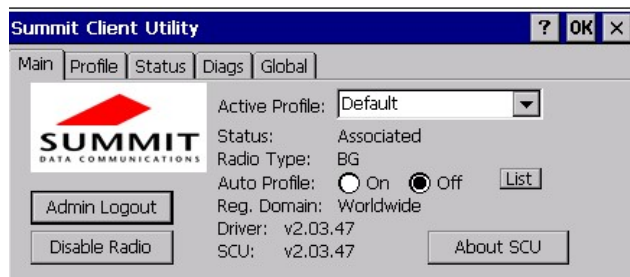 Summit Client Utility ? OK ×
Main Profile Status Diags Global
SUMMIT
DATA COMMUNICATIONS
Active Profile: Default
Status: Associated
Radio Type: BG
Auto Profile: On Off List
Admin Logout
Reg. Domain: Worldwide
Driver: v2.03.47
Disable Radio
SCU: v2.03.47
About SCU